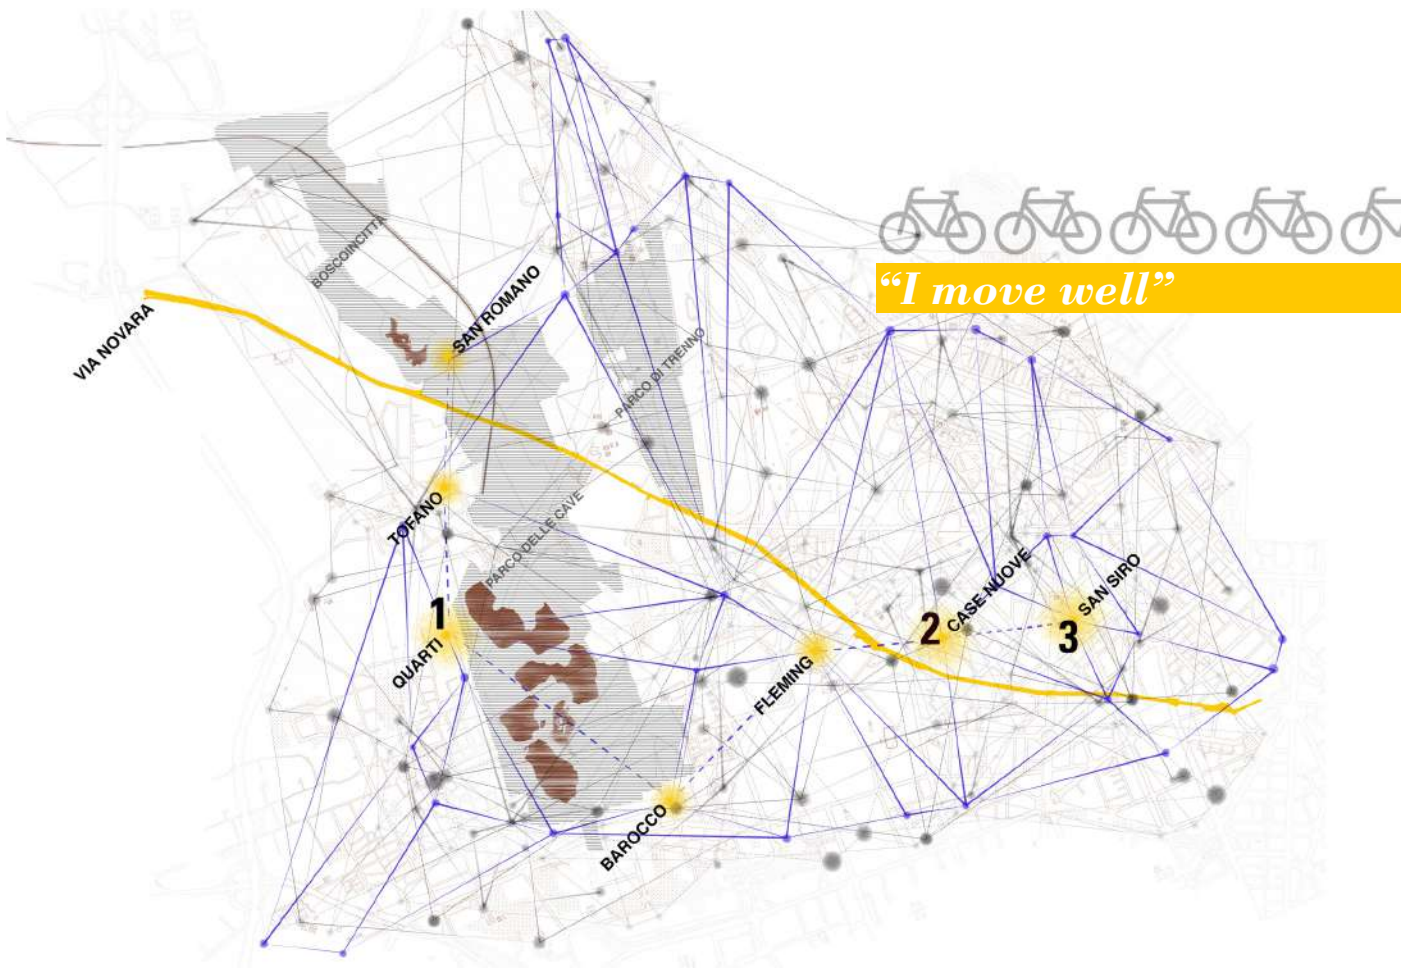 “I move well”
BOSCOINCITTÀ
SAN ROMANO
VIA NOVARA
PARCO DI TRENNO
TOFANO
PARCO DELLE CAVE
1
QUARTI
2
CASE NUOVE
SAN SIRO
3
FLEMING
BAROCCO